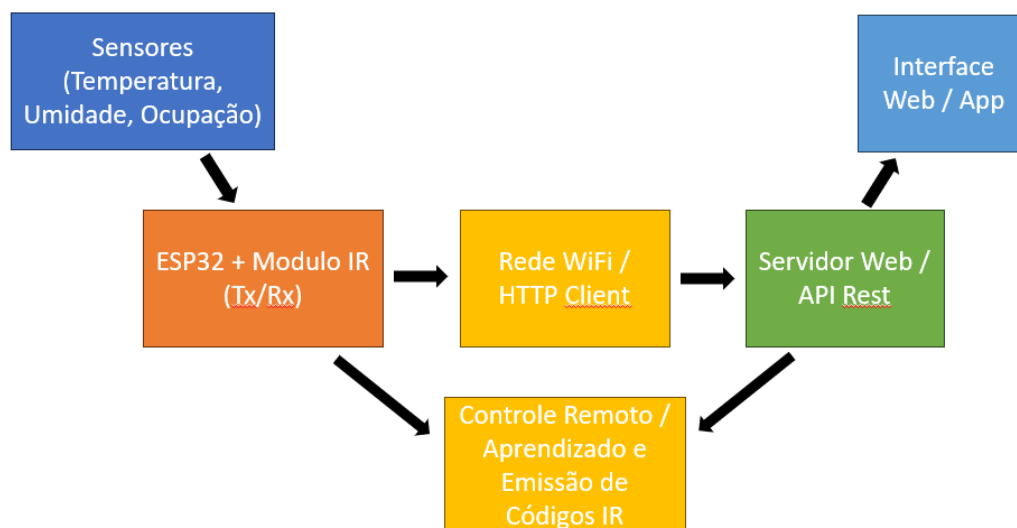 Sensores
(Temperatura,
Umidade, Ocupação)
Interface
Web / App
ESP32 + Modulo IR
(Tx/Rx)
Rede WiFi /
HTTP Client
Servidor Web /
API Rest
Controle Remoto /
Aprendizado e
Emissão de
Códigos IR